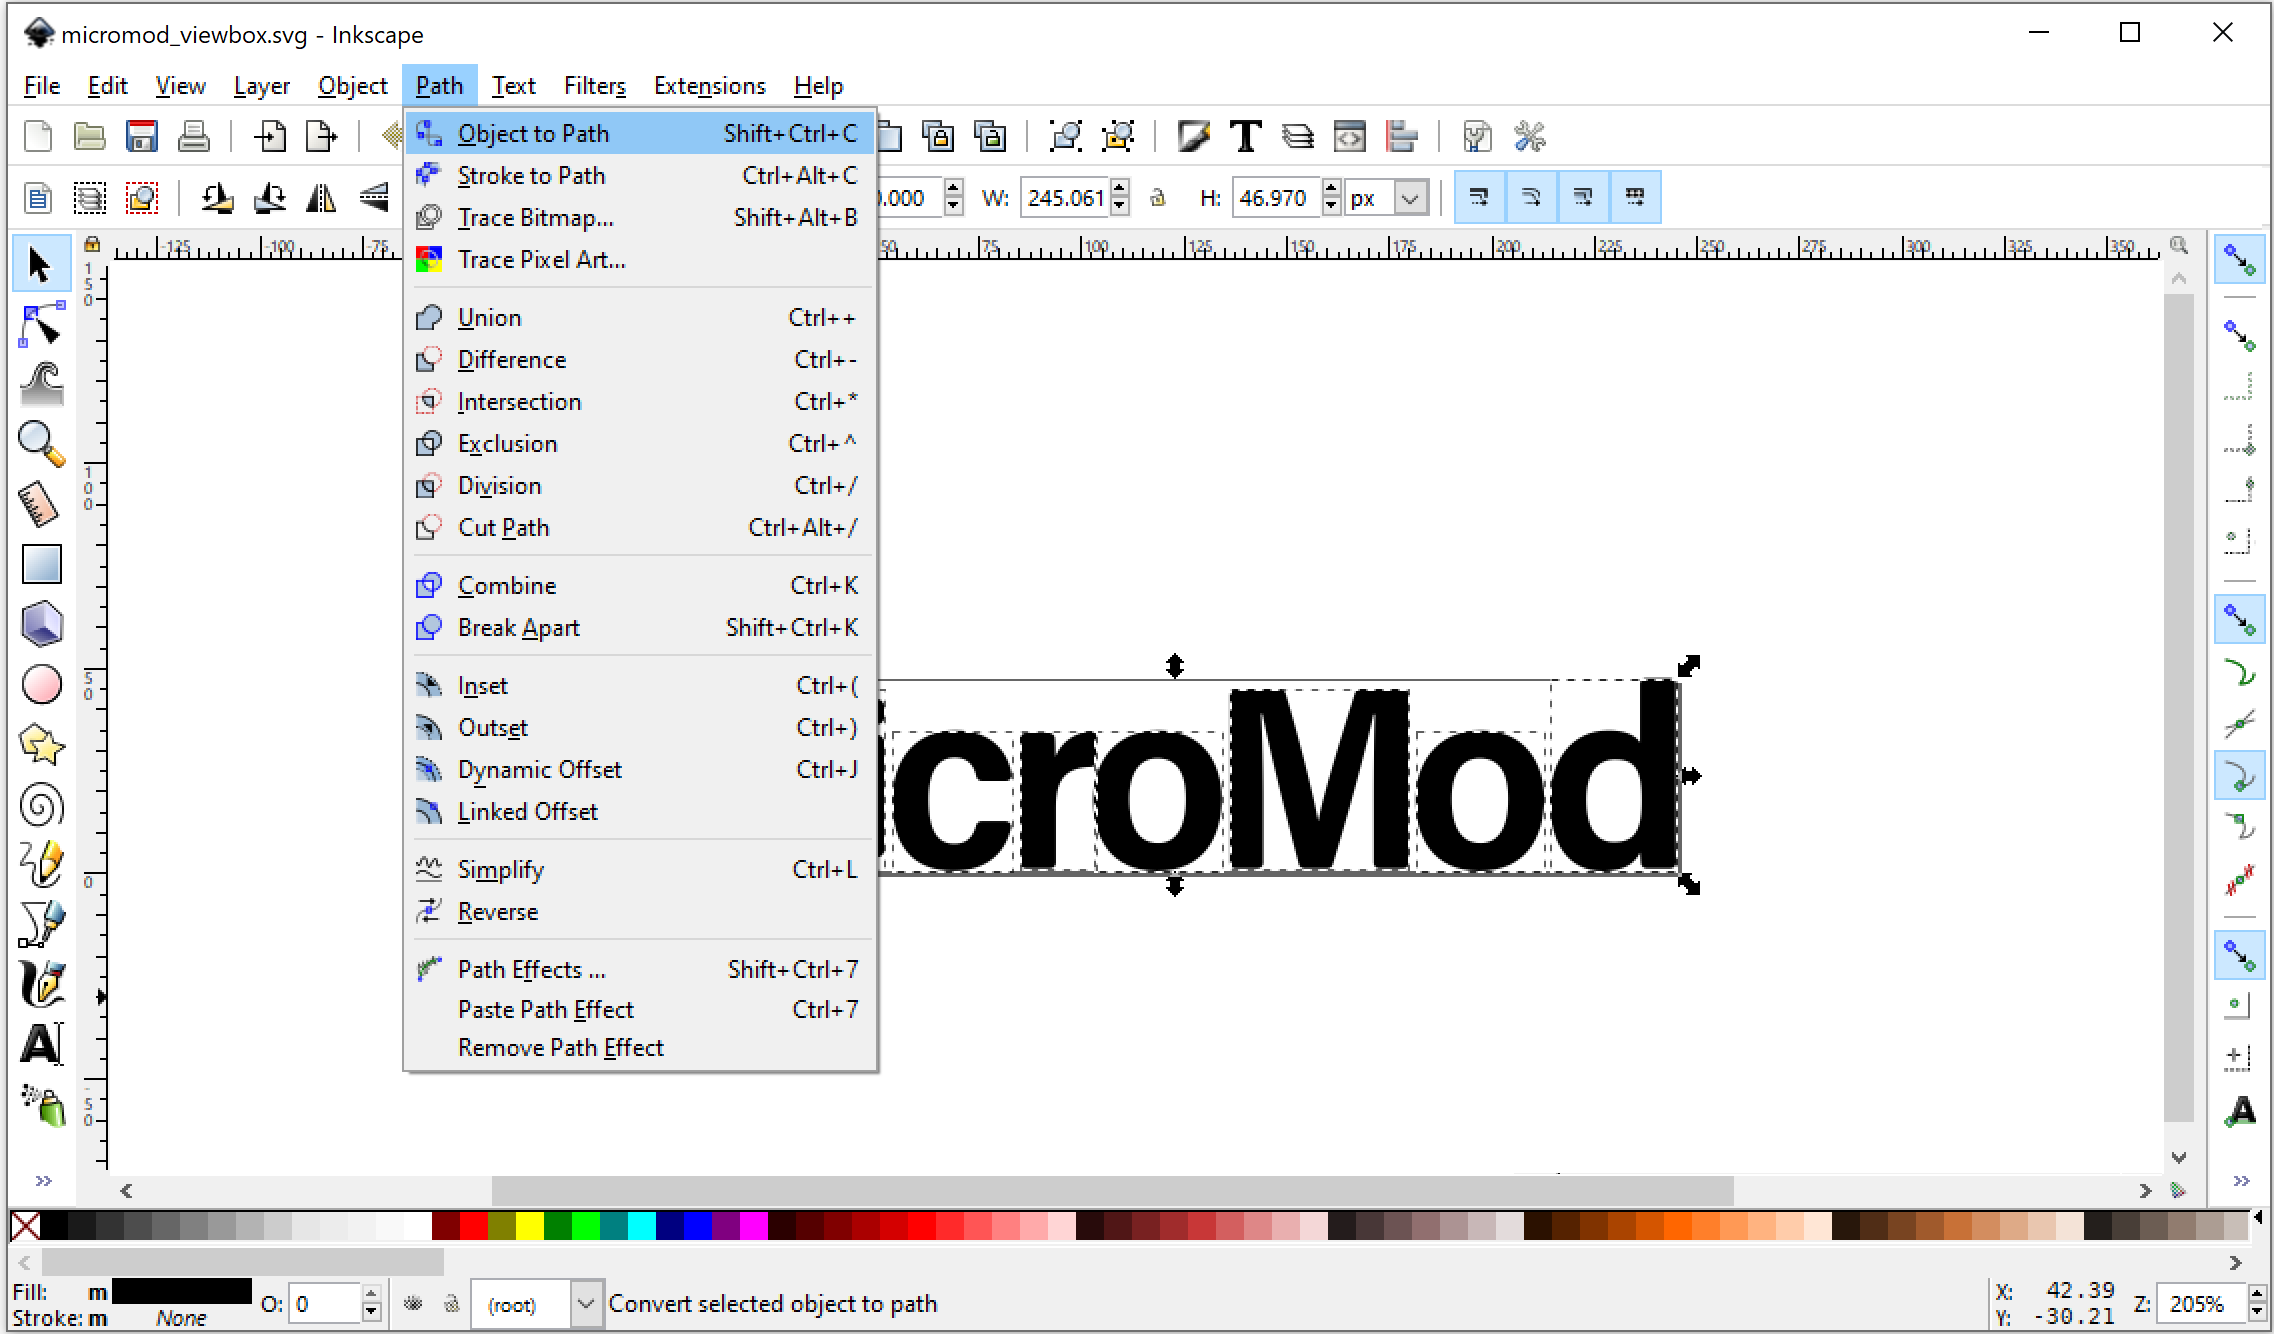 micromod_viewbox.svg - Inkscape
File Edit View Layer Object Path Text Filters Extensions Help
Object to Path Shift+Ctrl+C
Stroke to Path Ctrl+Alt+C
0.000 W: 245.061 H: 46.970 px
Trace Bitmap... Shift+Alt+B
Trace Pixel Art...
-125 -100 -75 50 75 100 125 150 175 200 225 250 275 300 325 350
150
Union Ctrl++
Difference Ctrl+-
Intersection Ctrl+*
Exclusion Ctrl+^
Division Ctrl+/
100
Cut Path Ctrl+Alt+/
Combine Ctrl+K
Break Apart Shift+Ctrl+K
Inset Ctrl+(
50
Outset Ctrl+)
Dynamic Offset Ctrl+J
Linked Offset
croMod
Simplify Ctrl+L
0
Reverse
Path Effects ... Shift+Ctrl+7
Paste Path Effect Ctrl+7
Remove Path Effect
-50
Fill: m
O: 0 (root) Convert selected object to path
Stroke: m None
X: 42.39
Y: -30.21
Z: 205%